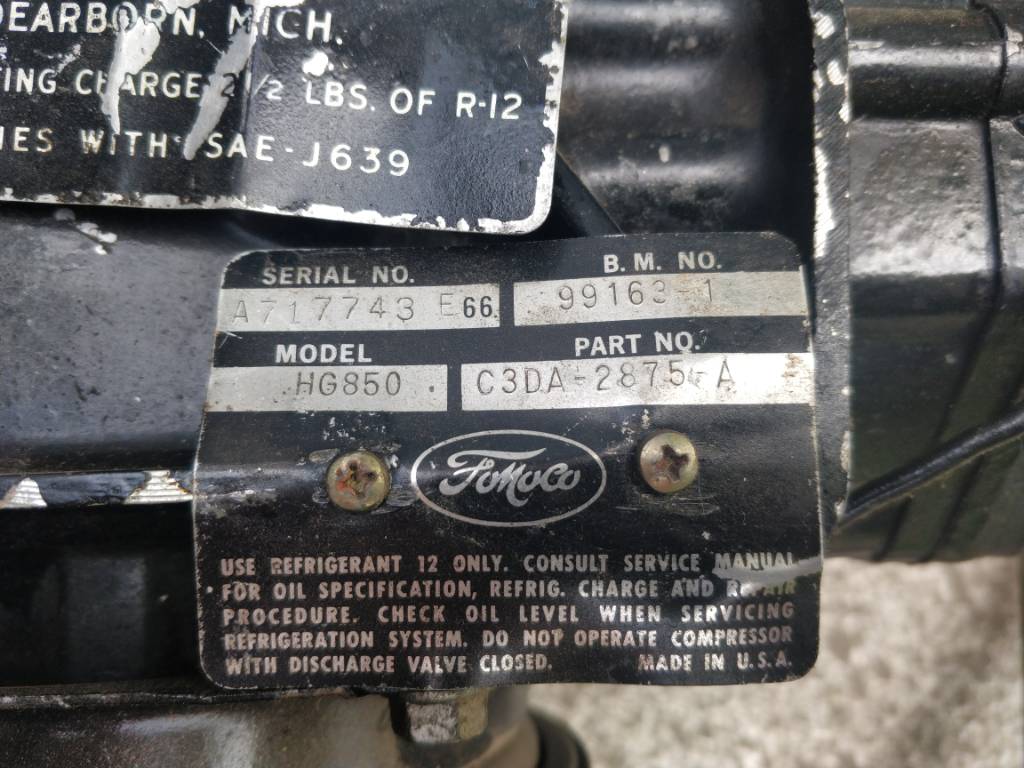 DEARBORN, MICH.
ING CHARGE 2 1/2 LBS. OF R-12
IES WITH SAE-J639
SERIAL NO. B.M. NO.
A717743 E66 99163-1
MODEL PART NO.
HG850 C3DA-2875-A
FoMoCo
USE REFRIGERANT 12 ONLY. CONSULT SERVICE MANUAL
FOR OIL SPECIFICATION, REFRIG. CHARGE AND REPAIR
PROCEDURE. CHECK OIL LEVEL WHEN SERVICING
REFRIGERATION SYSTEM. DO NOT OPERATE COMPRESSOR
WITH DISCHARGE VALVE CLOSED. MADE IN U.S.A.